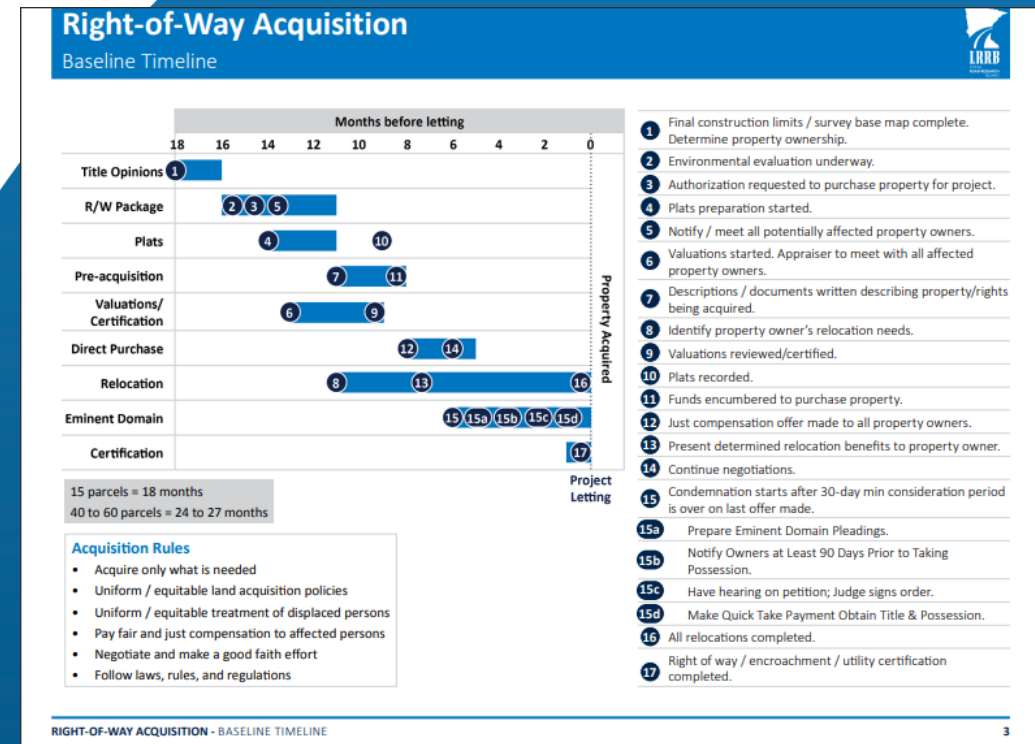 Right-of-Way Acquisition
Baseline Timeline
LRRB
Months before letting
18 16 14 12 10 8 6 4 2 0
Title Opinions 1
R/W Package 2 3 5
Plats 4 10
Pre-acquisition 7 11
Valuations/
Certification 6 9
Direct Purchase 12 14
Relocation 8 13 16
Eminent Domain 15 15a 15b 15c 15d
Certification 17
Property Acquired
Project
Letting
15 parcels = 18 months
40 to 60 parcels = 24 to 27 months
Acquisition Rules
• Acquire only what is needed
• Uniform / equitable land acquisition policies
• Uniform / equitable treatment of displaced persons
• Pay fair and just compensation to affected persons
• Negotiate and make a good faith effort
• Follow laws, rules, and regulations
1 Final construction limits / survey base map complete.
Determine property ownership.
2 Environmental evaluation underway.
3 Authorization requested to purchase property for project.
4 Plats preparation started.
5 Notify / meet all potentially affected property owners.
6 Valuations started. Appraiser to meet with all affected
property owners.
7 Descriptions / documents written describing property/rights
being acquired.
8 Identify property owner's relocation needs.
9 Valuations reviewed/certified.
10 Plats recorded.
11 Funds encumbered to purchase property.
12 Just compensation offer made to all property owners.
13 Present determined relocation benefits to property owner.
14 Continue negotiations.
15 Condemnation starts after 30-day min consideration period
is over on last offer made.
15a Prepare Eminent Domain Pleadings.
15b Notify Owners at Least 90 Days Prior to Taking
Possession.
15c Have hearing on petition; Judge signs order.
15d Make Quick Take Payment Obtain Title & Possession.
16 All relocations completed.
17 Right of way / encroachment / utility certification
completed.
RIGHT-OF-WAY ACQUISITION - BASELINE TIMELINE
3